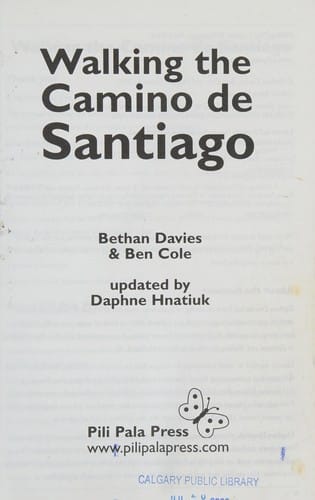 Walking the
Camino de
Santiago
Bethan Davies
& Ben Cole
updated by
Daphne Hnatiuk
Pili Pala Press
www.pilipalapress.com
CALGARY PUBLIC LIBRARY